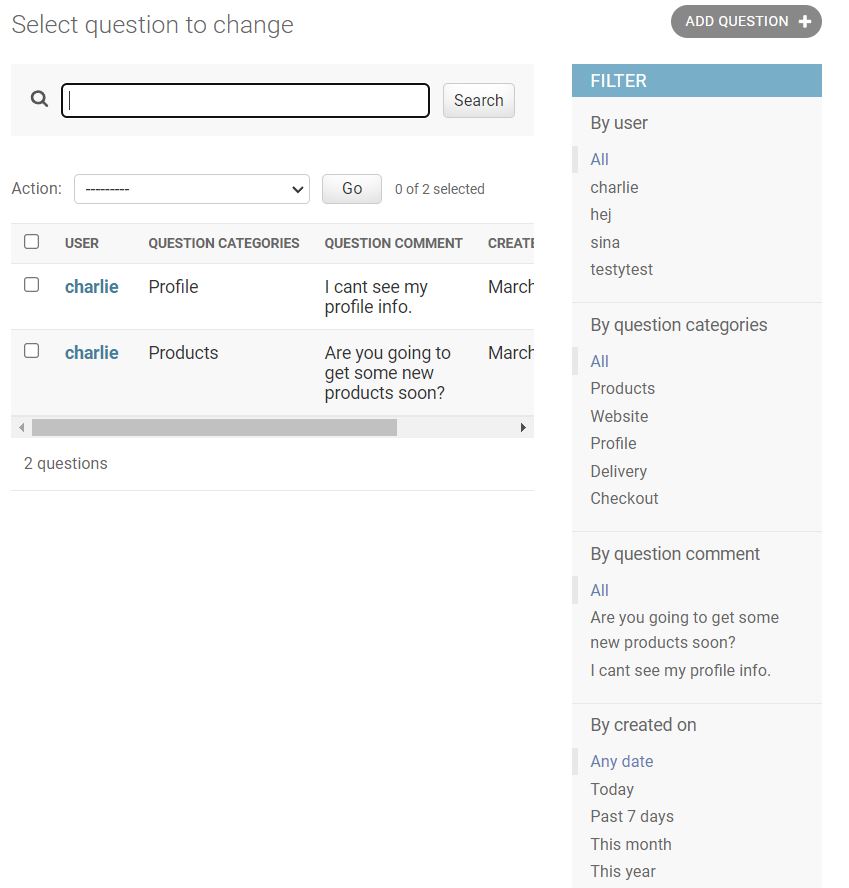 Select question to change
ADD QUESTION +
Search
Action: --------- Go 0 of 2 selected
USER QUESTION CATEGORIES QUESTION COMMENT CREATE
charlie Profile I cant see my March
profile info.
charlie Products Are you going to March
get some new
products soon?
2 questions
FILTER
By user
All
charlie
hej
sina
testytest
By question categories
All
Products
Website
Profile
Delivery
Checkout
By question comment
All
Are you going to get some
new products soon?
I cant see my profile info.
By created on
Any date
Today
Past 7 days
This month
This year